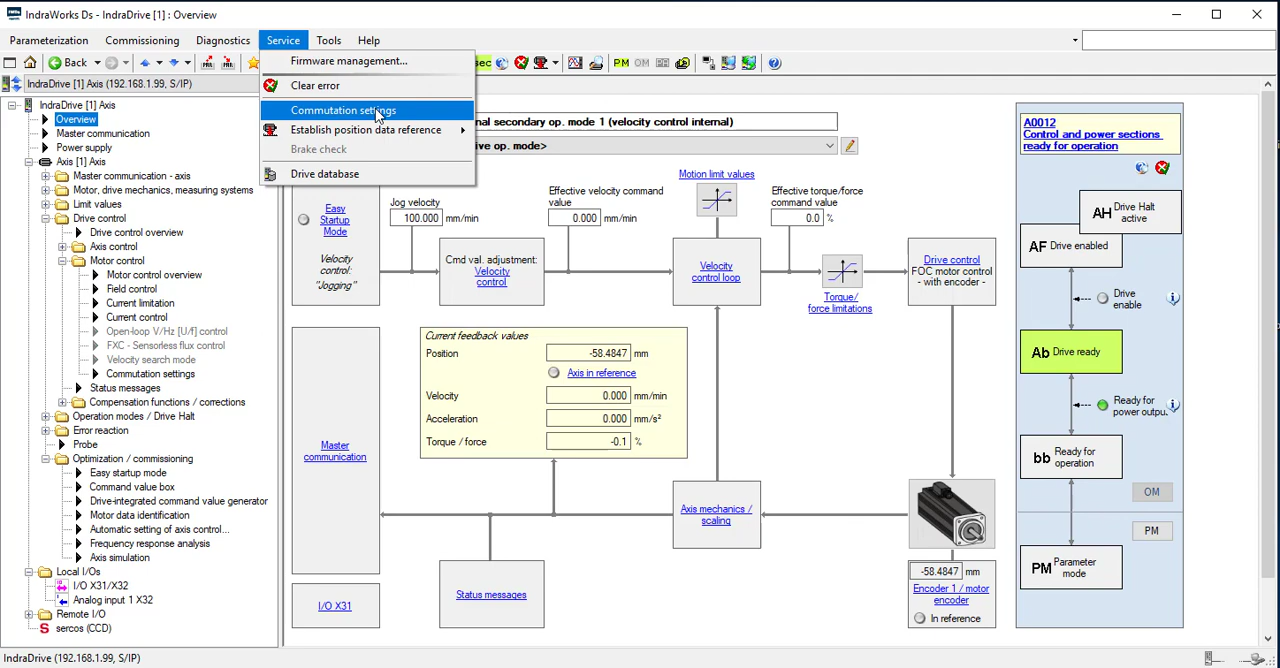 IndraWorks Ds - IndraDrive [1] : Overview
Parameterization Commissioning Diagnostics Service Tools Help
Back
PM OM
IndraDrive [1] Axis (192.168.1.99, S/IP)
Firmware management...
Clear error
Commutation settings
Establish position data reference
Brake check
Drive database
IndraDrive [1] Axis
Overview
Master communication
Power supply
Axis [1] Axis
Master communication - axis
Motor, drive mechanics, measuring systems
Limit values
Drive control
Drive control overview
Axis control
Motor control
Motor control overview
Field control
Current limitation
Current control
Open-loop V/Hz [U/f] control
FXC - Sensorless flux control
Velocity search mode
Commutation settings
Status messages
Compensation functions / corrections
Operation modes / Drive Halt
Error reaction
Probe
Optimization / commissioning
Easy startup mode
Command value box
Drive-integrated command value generator
Motor data identification
Automatic setting of axis control...
Frequency response analysis
Axis simulation
Local I/Os
I/O X31/X32
Analog input 1 X32
Remote I/O
sercos (CCD)
nal secondary op. mode 1 (velocity control internal)
ive op. mode>
Easy
Startup
Mode
Velocity
control:
"Jogging"
Jog velocity
100.000 mm/min
Cmd val. adjustment:
Velocity
control
Effective velocity command
value
0.000 mm/min
Motion limit values
Velocity
control loop
Effective torque/force
command value
0.0 %
Torque/
force limitations
Drive control
FOC motor control
- with encoder -
Master
communication
Current feedback values
Position -58.4847 mm
Axis in reference
Velocity 0.000 mm/min
Acceleration 0.000 mm/s²
Torque / force -0.1 %
Axis mechanics /
scaling
I/O X31
Status messages
-58.4847 mm
Encoder 1 / motor
encoder
In reference
A0012
Control and power sections
ready for operation
AH Drive Halt
active
AF Drive enabled
Drive
enable
Ab Drive ready
Ready for
power outpu
bb Ready for
operation
OM
PM
PM Parameter
mode
IndraDrive (192.168.1.99, S/IP)